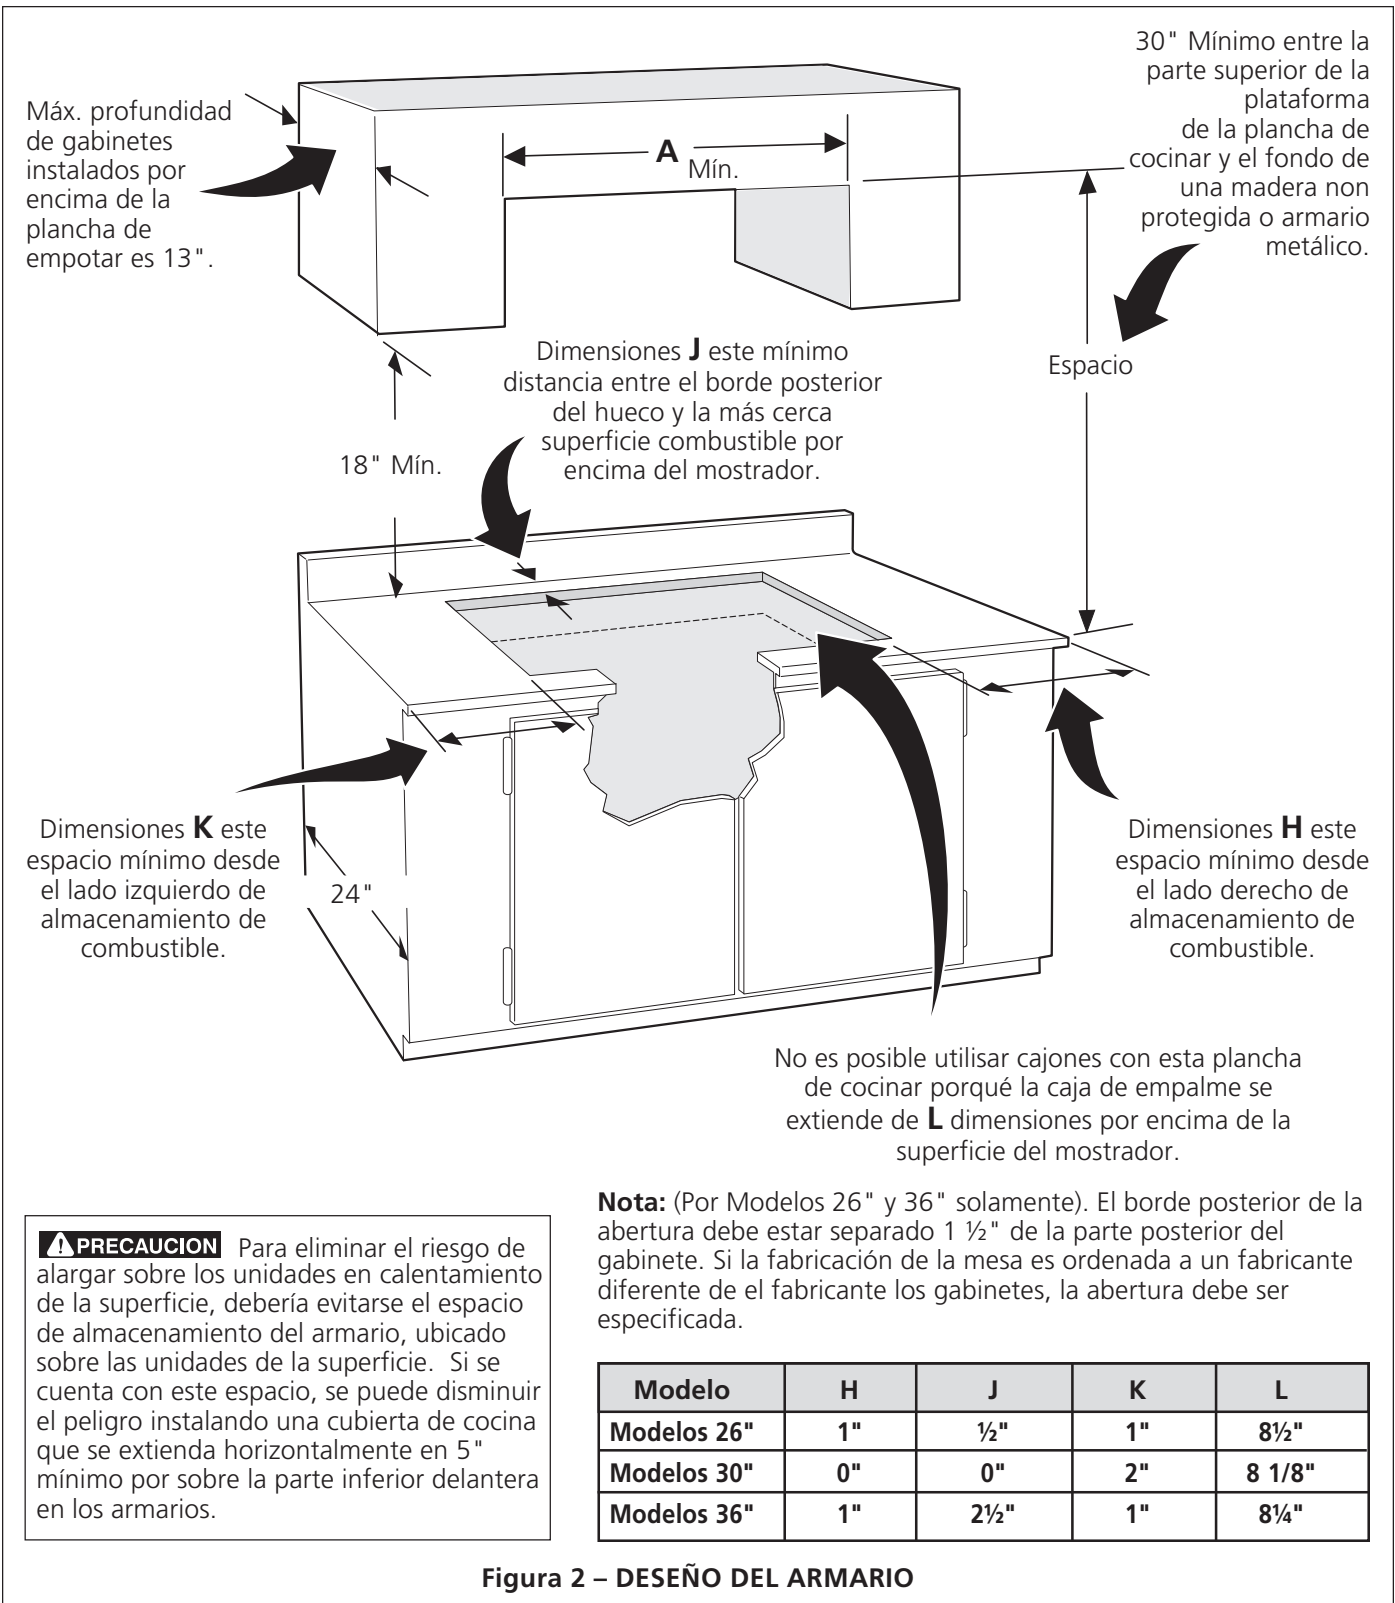 30" Mínimo entre la
parte superior de la
plataforma
de la plancha de
cocinar y el fondo de
una madera non
protegida o armario
metálico.
Máx. profundidad
de gabinetes
instalados por
encima de la
plancha de
empotar es 13".
A
Mín.
Espacio
Dimensiones J este mínimo
distancia entre el borde posterior
del hueco y la más cerca
superficie combustible por
encima del mostrador.
18" Mín.
Dimensiones K este
espacio mínimo desde
el lado izquierdo de
almacenamiento de
combustible.
24"
Dimensiones H este
espacio mínimo desde
el lado derecho de
almacenamiento de
combustible.
No es posible utilisar cajones con esta plancha
de cocinar porqué la caja de empalme se
extiende de L dimensiones por encima de la
superficie del mostrador.
Nota: (Por Modelos 26" y 36" solamente). El borde posterior de la
abertura debe estar separado 1 ½" de la parte posterior del
gabinete. Si la fabricación de la mesa es ordenada a un fabricante
diferente de el fabricante los gabinetes, la abertura debe ser
especificada.
PRECAUCION Para eliminar el riesgo de
alargar sobre los unidades en calentamiento
de la superficie, debería evitarse el espacio
de almacenamiento del armario, ubicado
sobre las unidades de la superficie. Si se
cuenta con este espacio, se puede disminuir
el peligro instalando una cubierta de cocina
que se extienda horizontalmente en 5"
mínimo por sobre la parte inferior delantera
en los armarios.
Modelo H J K L
Modelos 26" 1" ½" 1" 8½"
Modelos 30" 0" 0" 2" 8 1/8"
Modelos 36" 1" 2½" 1" 8¼"
Figura 2 – DESEÑO DEL ARMARIO